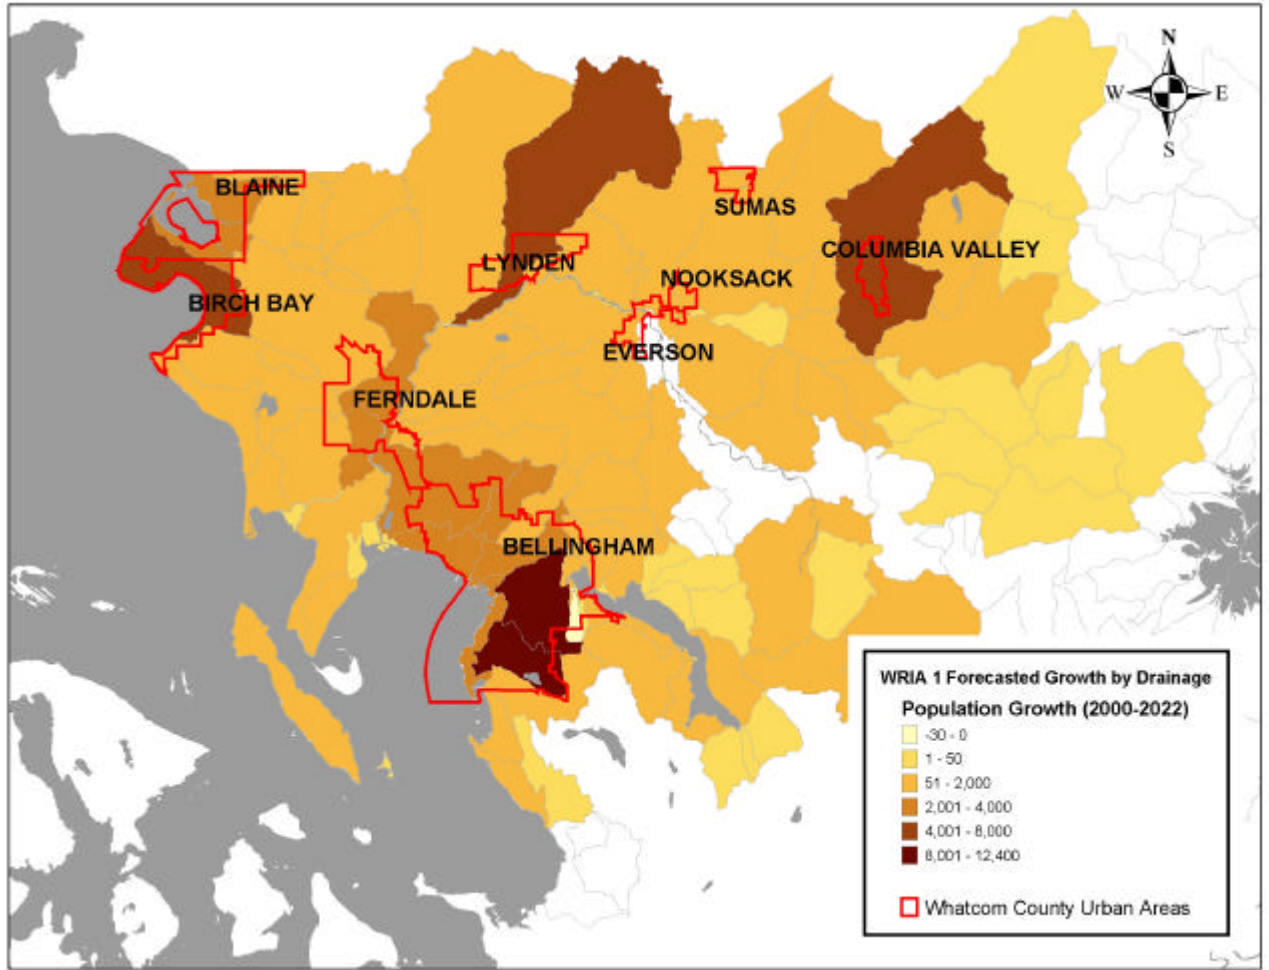 N
W E
S
BLAINE
SUMAS
LYNDEN
COLUMBIA VALLEY
NOOKSACK
BIRCH BAY
EVERSON
FERNDALE
BELLINGHAM
WRIA 1 Forecasted Growth by Drainage
Population Growth (2000-2022)
-30 - 0
1 - 50
51 - 2,000
2,001 - 4,000
4,001 - 8,000
8,001 - 12,400
Whatcom County Urban Areas